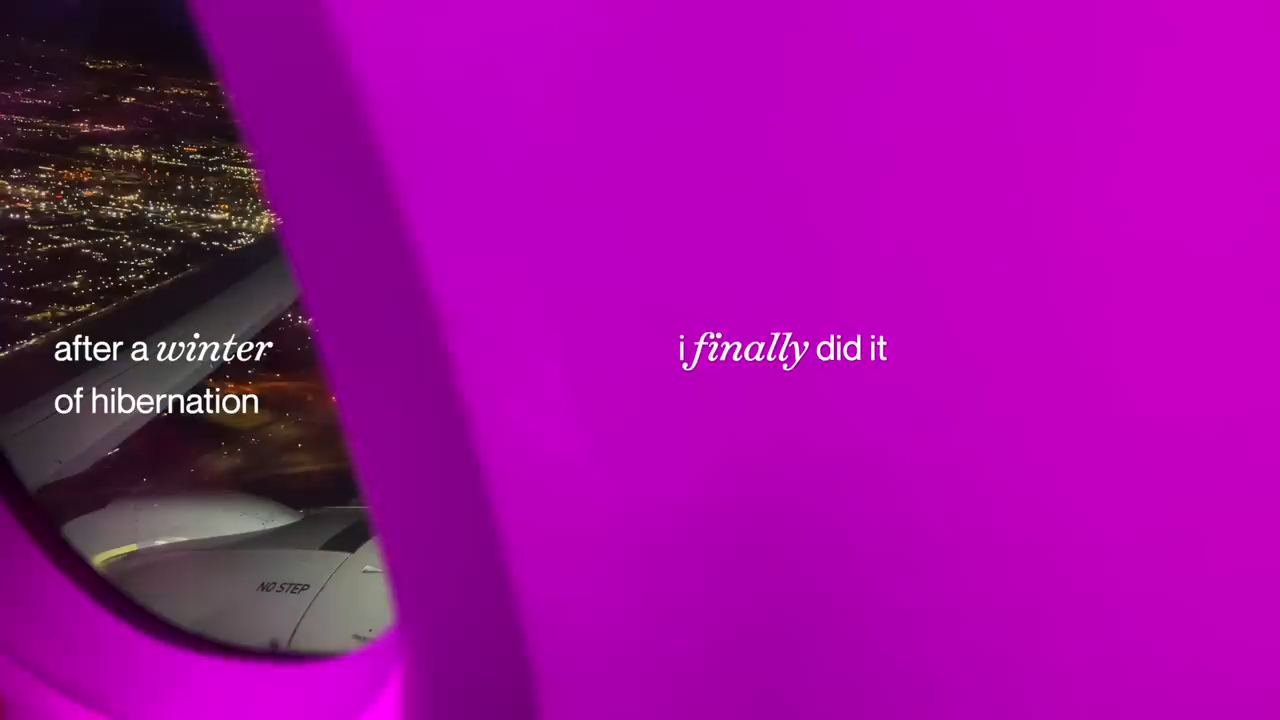 after a winter
of hibernation
i finally did it
NO STEP